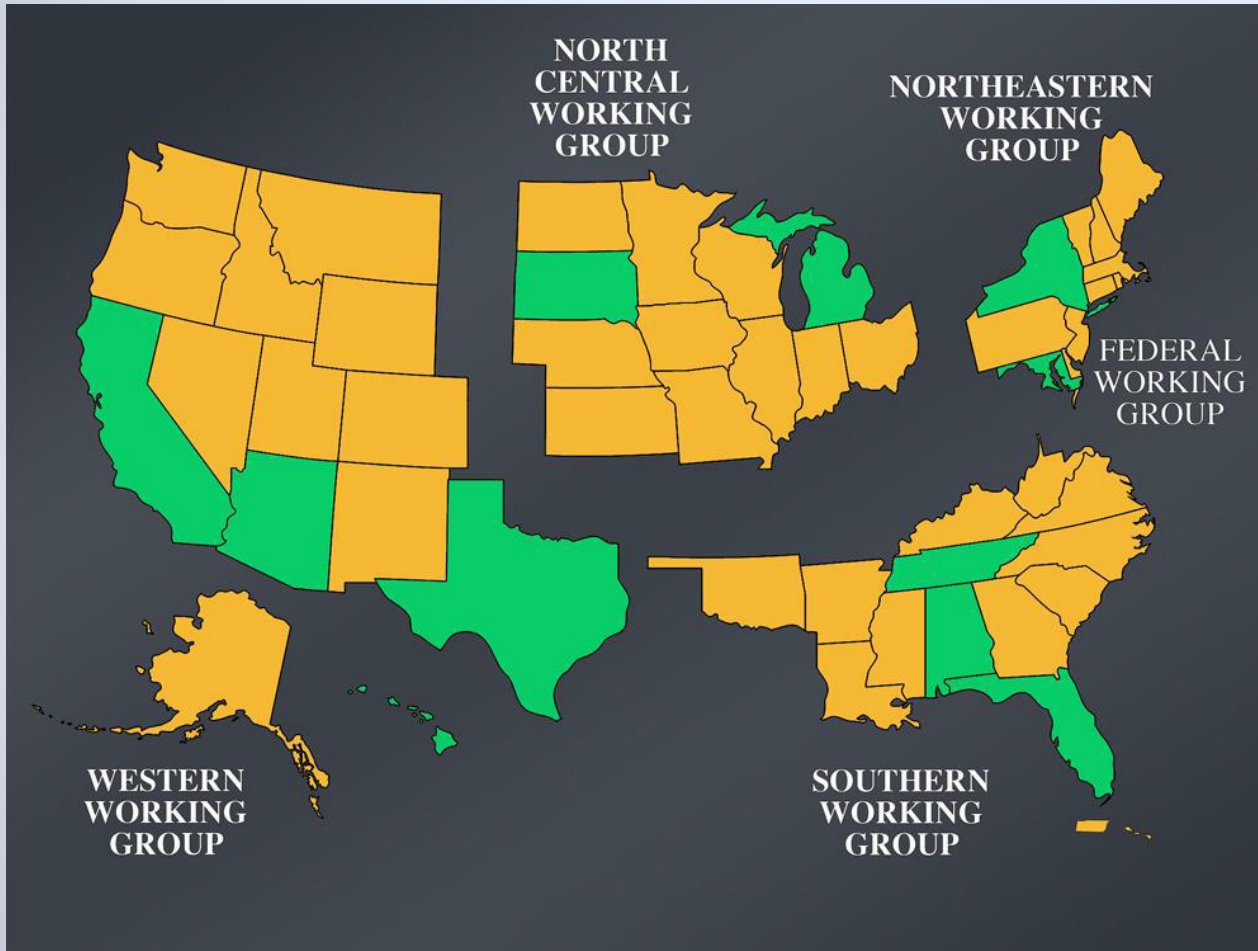 NORTH
CENTRAL
WORKING
GROUP
NORTHEASTERN
WORKING
GROUP
FEDERAL
WORKING
GROUP
WESTERN
WORKING
GROUP
SOUTHERN
WORKING
GROUP